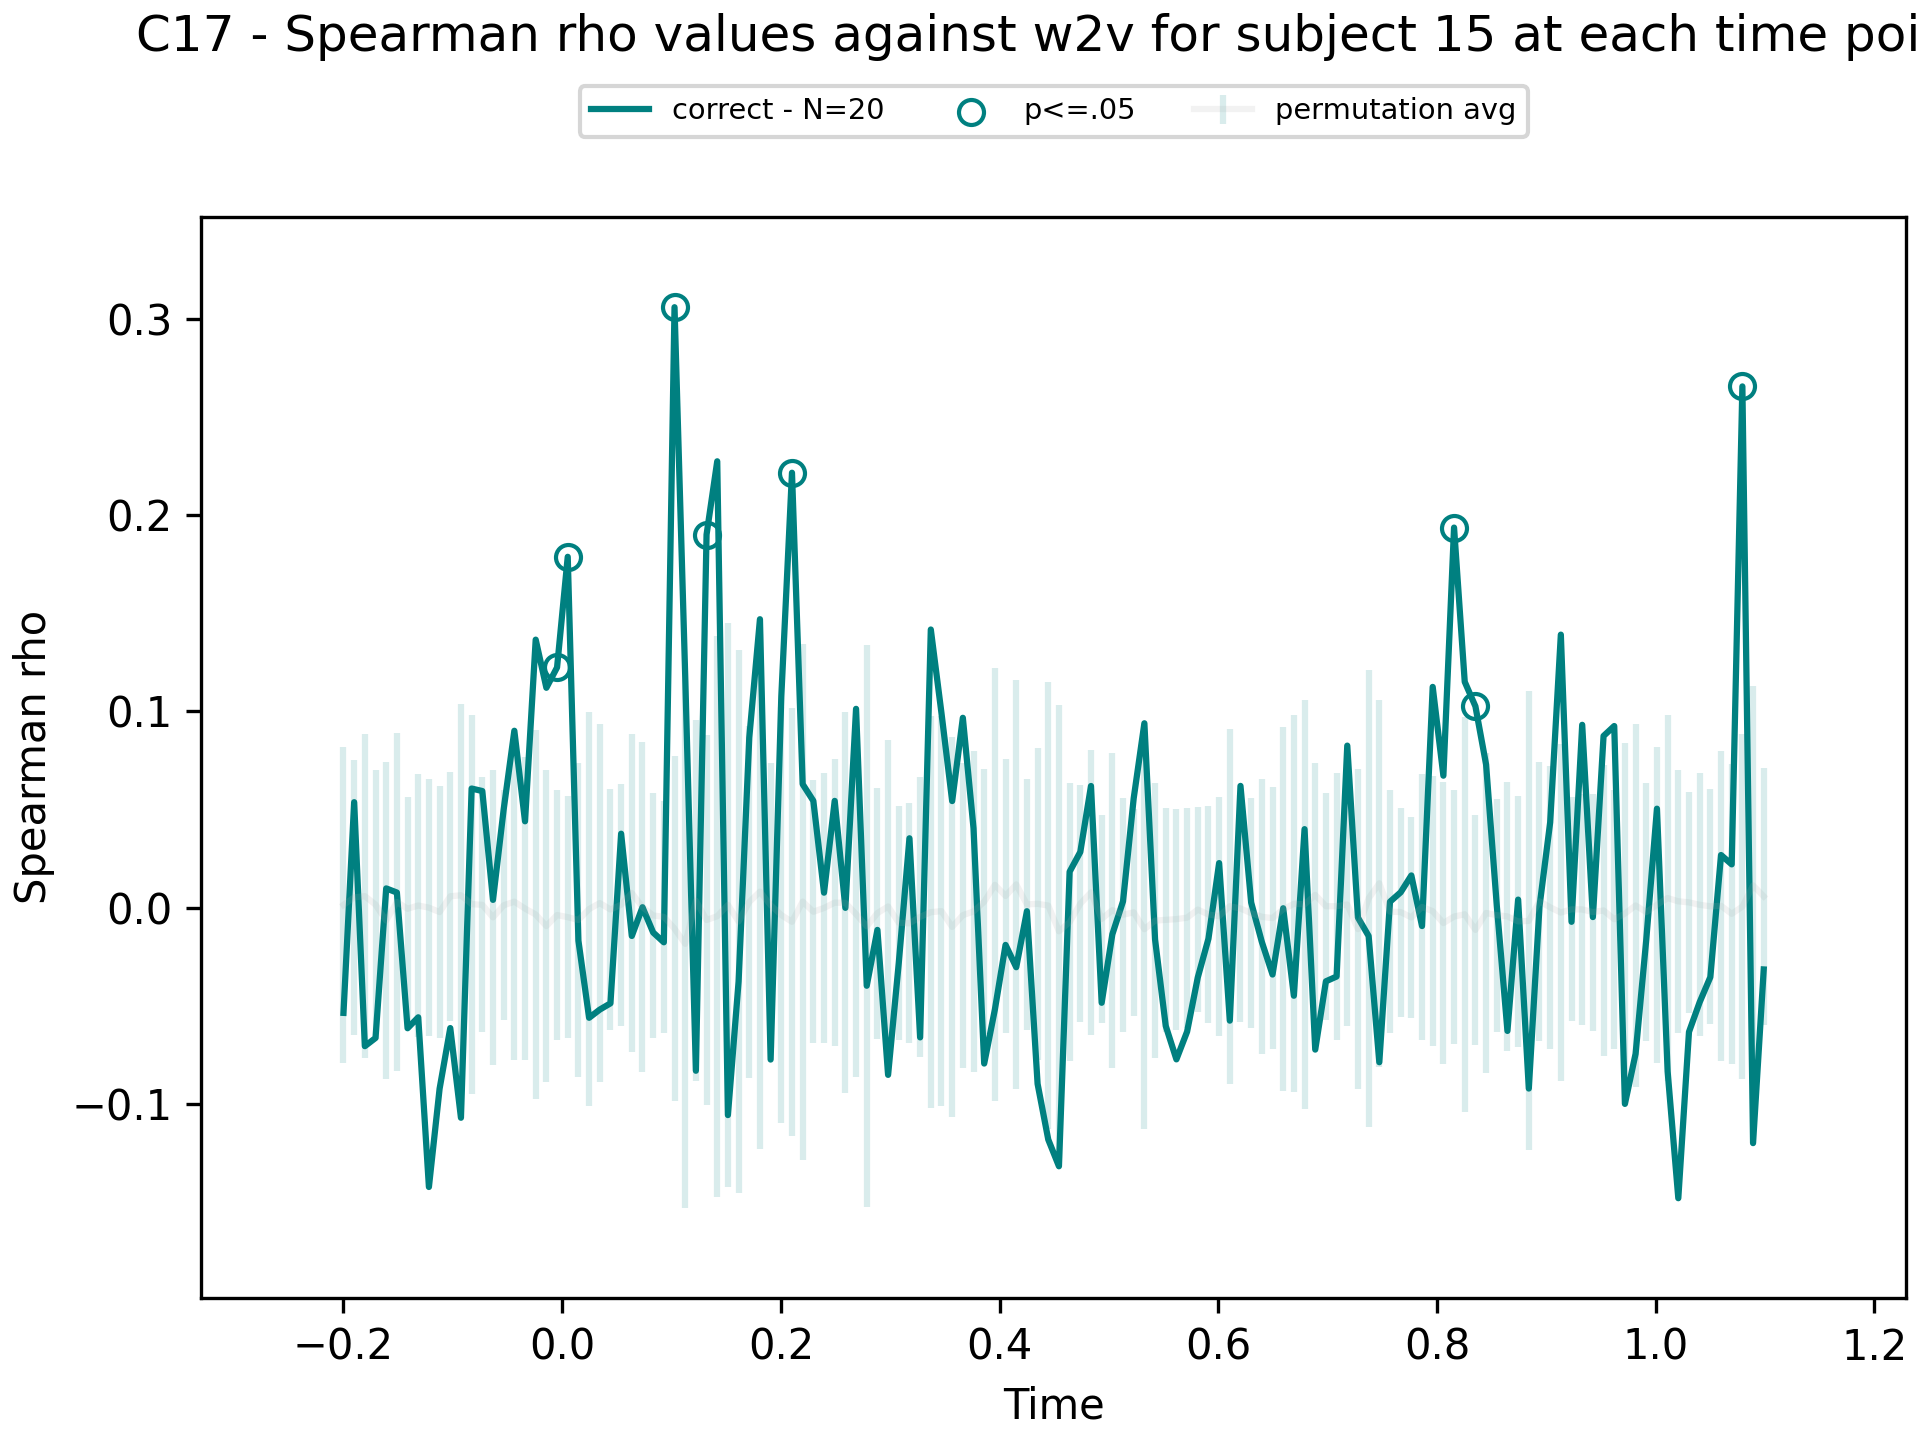 C17 - Spearman rho values against w2v for subject 15 at each time poi
correct - N=20 p<=.05 permutation avg
Spearman rho
0.3
0.2
0.1
0.0
−0.1
−0.2 0.0 0.2 0.4 0.6 0.8 1.0 1.2
Time